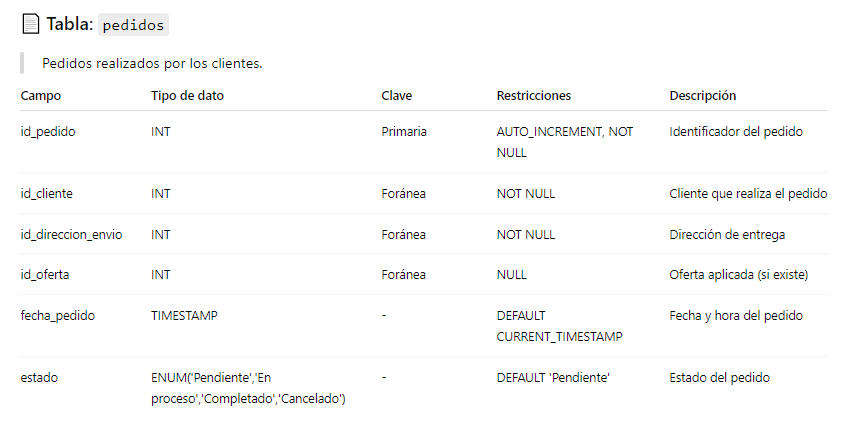 Tabla: pedidos
Pedidos realizados por los clientes.
Campo Tipo de dato Clave Restricciones Descripción
id_pedido INT Primaria AUTO_INCREMENT, NOT NULL Identificador del pedido
id_cliente INT Foránea NOT NULL Cliente que realiza el pedido
id_direccion_envio INT Foránea NOT NULL Dirección de entrega
id_oferta INT Foránea NULL Oferta aplicada (si existe)
fecha_pedido TIMESTAMP - DEFAULT CURRENT_TIMESTAMP Fecha y hora del pedido
estado ENUM('Pendiente','En proceso','Completado','Cancelado') - DEFAULT 'Pendiente' Estado del pedido